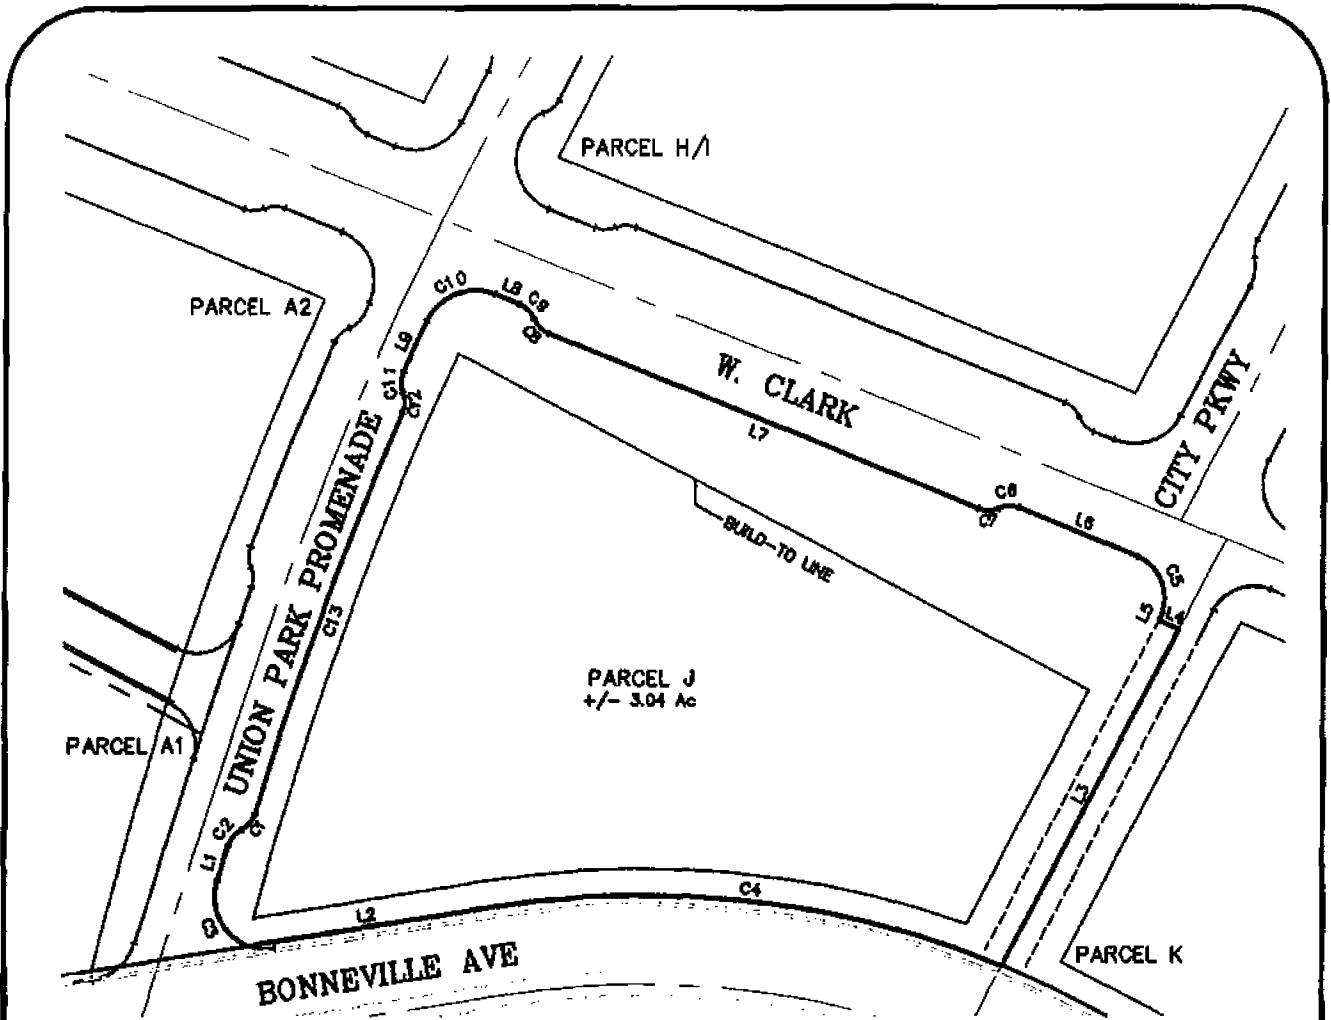 PARCEL H/I
PARCEL A2
C10
L8
C9
C8
L9
C11
C12
W. CLARK
L7
CITY PKWY
C6
C7
L6
C5
L5
L4
BUILD-TO LINE
UNION PARK PROMENADE
C13
PARCEL J
+/- 3.04 Ac
PARCEL A1
L3
C2
C1
L1
C3
L2
C4
PARCEL K
BONNEVILLE AVE